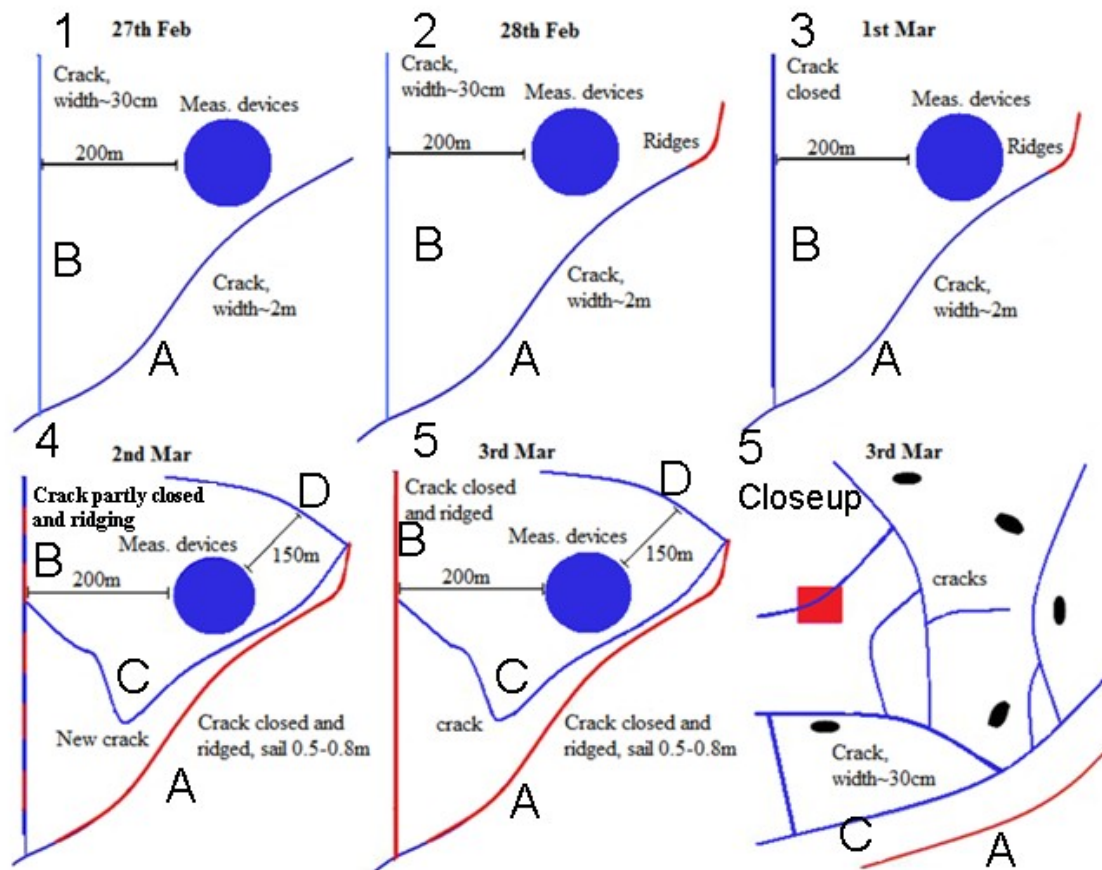 1
27th Feb
Crack,
width~30cm
Meas. devices
200m
B
Crack,
width~2m
A
2
28th Feb
Crack,
width~30cm
Meas. devices
Ridges
200m
B
Crack,
width~2m
A
3
1st Mar
Crack
closed
Meas. devices
Ridges
200m
B
Crack,
width~2m
A
4
2nd Mar
Crack partly closed
and ridging
D
B
Meas. devices
150m
200m
C
New crack
Crack closed and
ridged, sail 0.5-0.8m
A
5
3rd Mar
Crack closed
and ridged
D
B
Meas. devices
150m
200m
C
crack
Crack closed and
ridged, sail 0.5-0.8m
A
5
3rd Mar
Closeup
cracks
Crack,
width~30cm
C
A